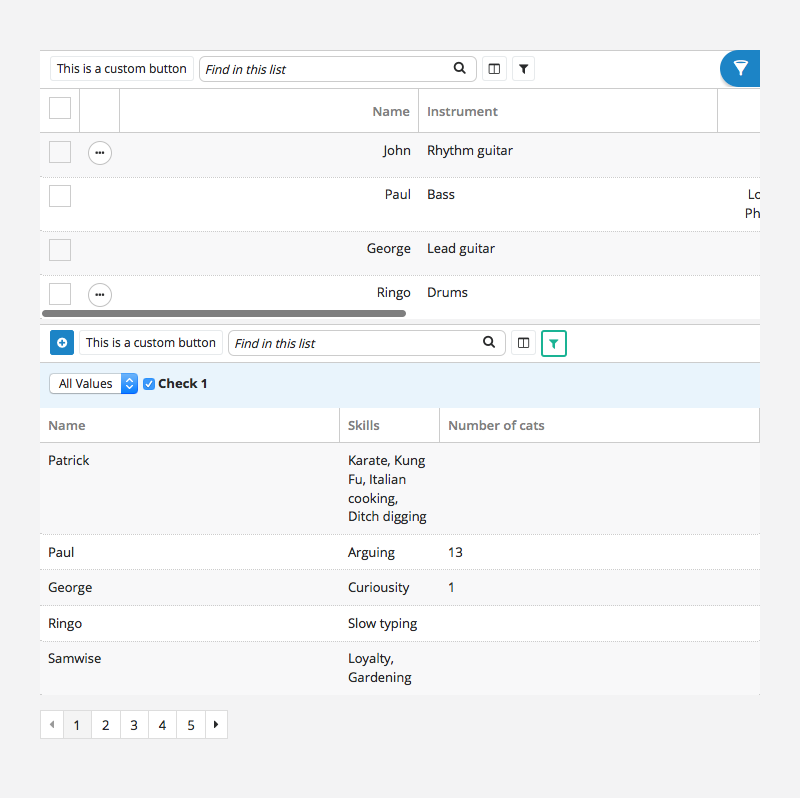 This is a custom button Find in this list
Name Instrument
John Rhythm guitar
Paul Bass Lo
Ph
George Lead guitar
Ringo Drums
This is a custom button Find in this list
All Values Check 1
Name Skills Number of cats
Patrick Karate, Kung
Fu, Italian
cooking,
Ditch digging
Paul Arguing 13
George Curiousity 1
Ringo Slow typing
Samwise Loyalty,
Gardening
1 2 3 4 5